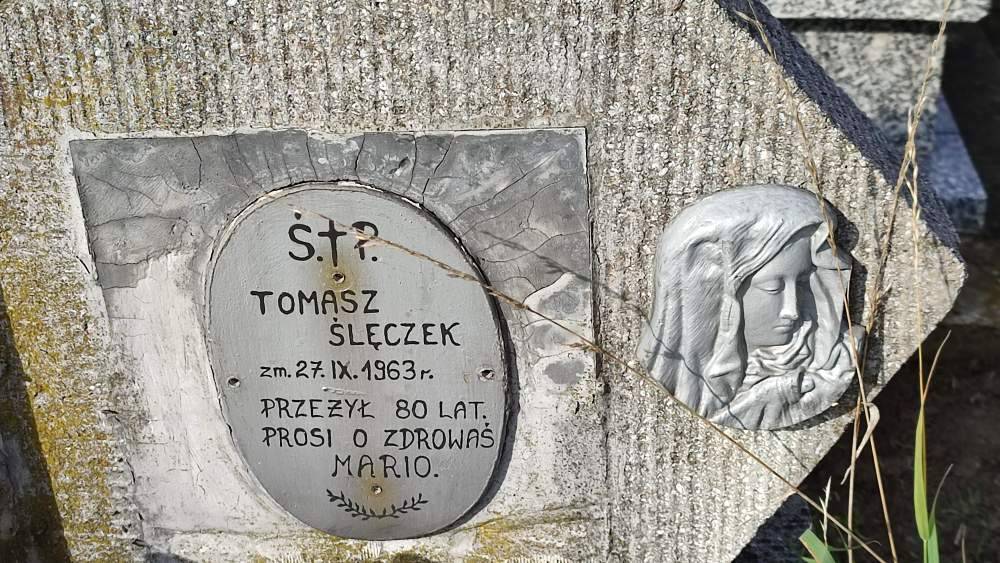 Ś.†P.
TOMASZ
ŚLĘCZEK
zm. 27.IX.1963 r.
PRZEŻYŁ 80 LAT.
PROSI O ZDROWAŚ
MARIO.